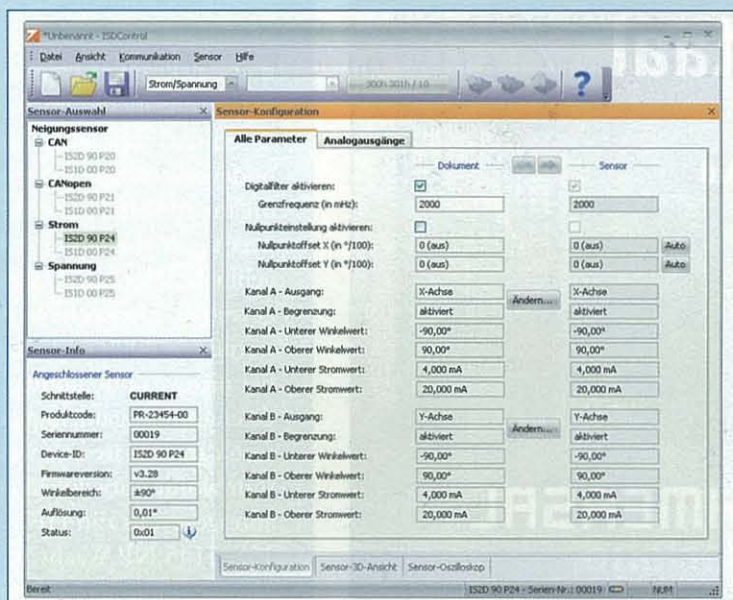 *Unbenannt - ISDControl
Datei Ansicht Kommunikation Sensor Hilfe
Strom/Spannung 300h 301h / 10
Sensor-Auswahl
Neigungssensor
CAN
IS2D 90 P20
IS1D 00 P20
CANopen
IS2D 90 P21
IS1D 00 P21
Strom
IS2D 90 P24
IS1D 00 P24
Spannung
IS2D 90 P25
IS1D 00 P25
Sensor-Info
Angeschlossener Sensor
Schnittstelle: CURRENT
Produktcode: PR-23454-00
Seriennummer: 00019
Device-ID: IS2D 90 P24
Firmwareversion: v3.28
Winkelbereich: ±90°
Auflösung: 0,01°
Status: 0x01
Sensor-Konfiguration
Alle Parameter Analogausgänge
Dokument Sensor
Digitalfilter aktivieren:
Grenzfrequenz (in mHz): 2000 2000
Nullpunkteinstellung aktivieren:
Nullpunktoffset X (in °/100): 0 (aus) 0 (aus) Auto
Nullpunktoffset Y (in °/100): 0 (aus) 0 (aus) Auto
Kanal A - Ausgang: X-Achse Ändern... X-Achse
Kanal A - Begrenzung: aktiviert aktiviert
Kanal A - Unterer Winkelwert: -90,00° -90,00°
Kanal A - Oberer Winkelwert: 90,00° 90,00°
Kanal A - Unterer Stromwert: 4,000 mA 4,000 mA
Kanal A - Oberer Stromwert: 20,000 mA 20,000 mA
Kanal B - Ausgang: Y-Achse Ändern... Y-Achse
Kanal B - Begrenzung: aktiviert aktiviert
Kanal B - Unterer Winkelwert: -90,00° -90,00°
Kanal B - Oberer Winkelwert: 90,00° 90,00°
Kanal B - Unterer Stromwert: 4,000 mA 4,000 mA
Kanal B - Oberer Stromwert: 20,000 mA 20,000 mA
Sensor-Konfiguration Sensor-3D-Ansicht Sensor-Oszilloskop
Bereit IS2D 90 P24 - Serien-Nr.: 00019 NUM